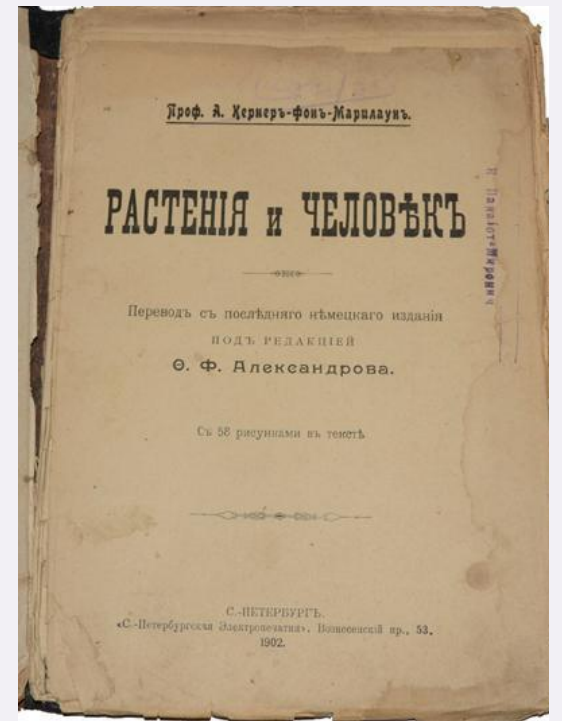 Проф. А. Кернеръ-фонъ-Марилаунъ.
РАСТЕНІЯ и ЧЕЛОВѢКЪ
Переводъ съ послѣдняго нѣмецкаго изданія
ПОДЪ РЕДАКЦІЕЙ
Ѳ. Ф. Александрова.
Съ 58 рисунками въ текстѣ
С.-ПЕТЕРБУРГЪ.
«С.-Петербургская Электропечатня», Вознесенскій пр., 53.
1902.